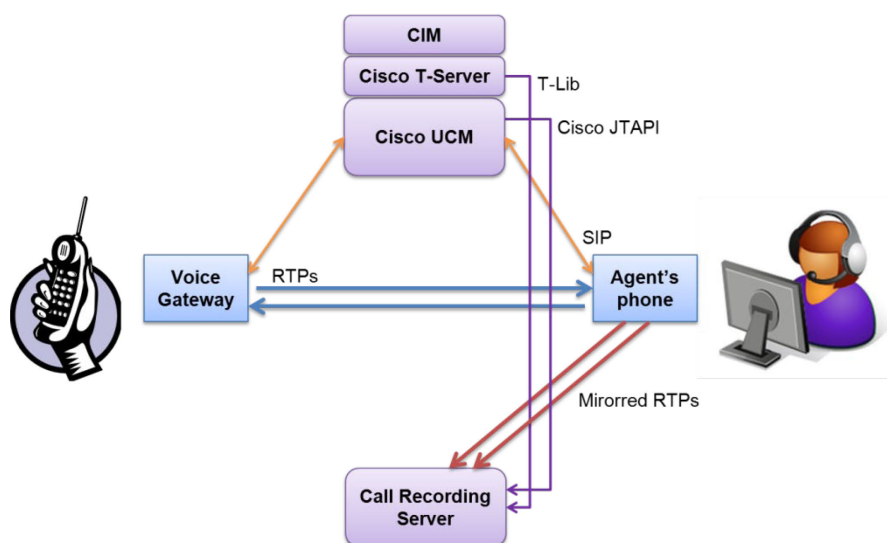 CIM
Cisco T-Server
T-Lib
Cisco UCM
Cisco JTAPI
SIP
Voice
Gateway
RTPs
Agent's
phone
Mirorred RTPs
Call Recording
Server